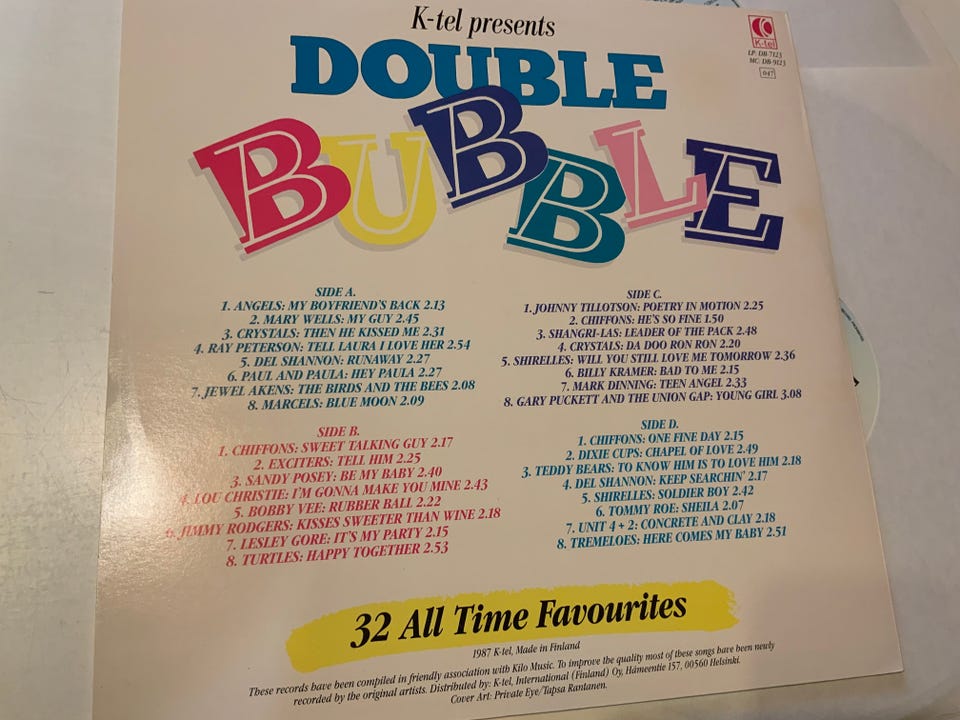 K-tel presents
DOUBLE
BUBBLE
K-tel
LP: DB-7123
MC: DB-9123
047
SIDE A.
1. ANGELS: MY BOYFRIEND'S BACK 2.13
2. MARY WELLS: MY GUY 2.45
3. CRYSTALS: THEN HE KISSED ME 2.31
4. RAY PETERSON: TELL LAURA I LOVE HER 2.54
5. DEL SHANNON: RUNAWAY 2.27
6. PAUL AND PAULA: HEY PAULA 2.27
7. JEWEL AKENS: THE BIRDS AND THE BEES 2.08
8. MARCELS: BLUE MOON 2.09
SIDE B.
1. CHIFFONS: SWEET TALKING GUY 2.17
2. EXCITERS: TELL HIM 2.25
3. SANDY POSEY: BE MY BABY 2.40
4. LOU CHRISTIE: I'M GONNA MAKE YOU MINE 2.43
5. BOBBY VEE: RUBBER BALL 2.22
6. JIMMY RODGERS: KISSES SWEETER THAN WINE 2.18
7. LESLEY GORE: IT'S MY PARTY 2.15
8. TURTLES: HAPPY TOGETHER 2.53
SIDE C.
1. JOHNNY TILLOTSON: POETRY IN MOTION 2.25
2. CHIFFONS: HE'S SO FINE 1.50
3. SHANGRI-LAS: LEADER OF THE PACK 2.48
4. CRYSTALS: DA DOO RON RON 2.20
5. SHIRELLES: WILL YOU STILL LOVE ME TOMORROW 2.36
6. BILLY KRAMER: BAD TO ME 2.15
7. MARK DINNING: TEEN ANGEL 2.33
8. GARY PUCKETT AND THE UNION GAP: YOUNG GIRL 3.08
SIDE D.
1. CHIFFONS: ONE FINE DAY 2.15
2. DIXIE CUPS: CHAPEL OF LOVE 2.49
3. TEDDY BEARS: TO KNOW HIM IS TO LOVE HIM 2.18
4. DEL SHANNON: KEEP SEARCHIN' 2.17
5. SHIRELLES: SOLDIER BOY 2.42
6. TOMMY ROE: SHEILA 2.07
7. UNIT 4 + 2: CONCRETE AND CLAY 2.18
8. TREMELOES: HERE COMES MY BABY 2.51
32 All Time Favourites
1987 K-tel, Made in Finland
These records have been compiled in friendly association with Kilo Music. To improve the quality most of these songs have been newly
recorded by the original artists. Distributed by: K-tel, International (Finland) Oy, Hämeentie 157, 00560 Helsinki.
Cover Art: Private Eye/Tapsa Rantanen.